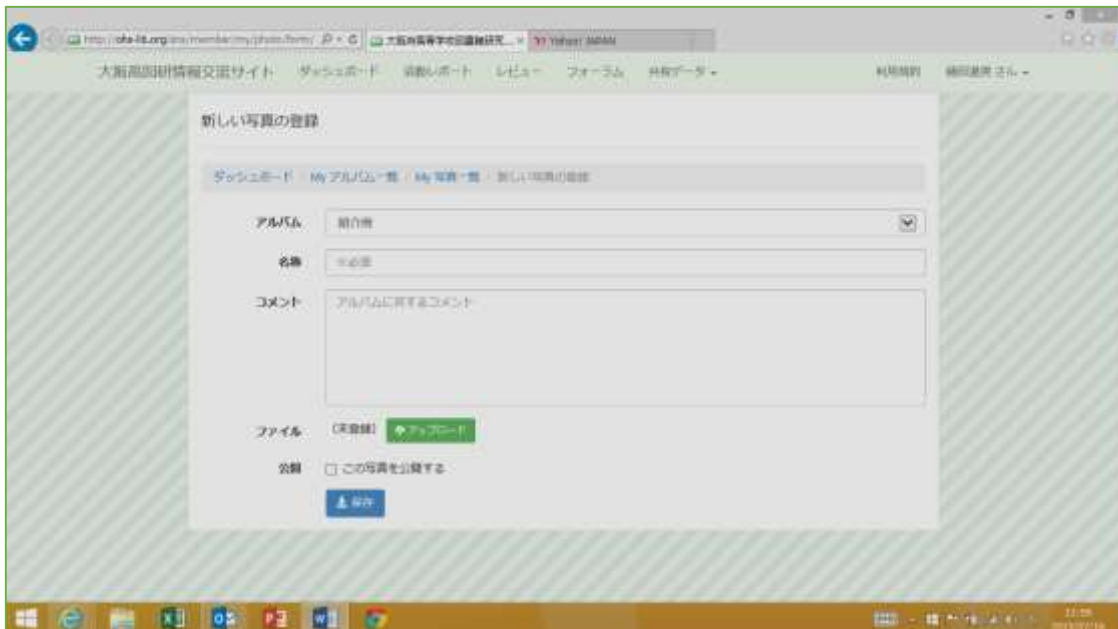 大阪高図研情報交流サイト ダッシュボード 活動レポート レビュー フォーラム 共有データ 利用規約
新しい写真の登録
ダッシュボード / My アルバム一覧 / My 写真一覧 / 新しい写真の登録
アルバム
名称 ※必須
コメント アルバムに対するコメント
ファイル (未登録) アップロード
公開 この写真を公開する
保存